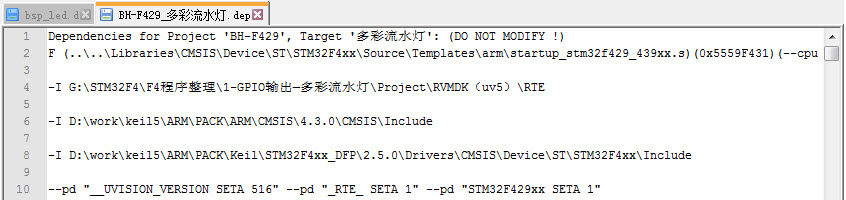 bsp_led.d
BH-F429_多彩流水灯.dep
1 Dependencies for Project 'BH-F429', Target '多彩流水灯': (DO NOT MODIFY !)
2 F (..\..\Libraries\CMSIS\Device\ST\STM32F4xx\Source\Templates\arm\startup_stm32f429_439xx.s)(0x5559F431)(--cpu
3
4 -I G:\STM32F4\F4程序整理\1-GPIO输出—多彩流水灯\Project\RVMDK（uv5）\RTE
5
6 -I D:\work\keil5\ARM\PACK\ARM\CMSIS\4.3.0\CMSIS\Include
7
8 -I D:\work\keil5\ARM\PACK\Keil\STM32F4xx_DFP\2.5.0\Drivers\CMSIS\Device\ST\STM32F4xx\Include
9
10 --pd "__UVISION_VERSION SETA 516" --pd "_RTE_ SETA 1" --pd "STM32F429xx SETA 1"